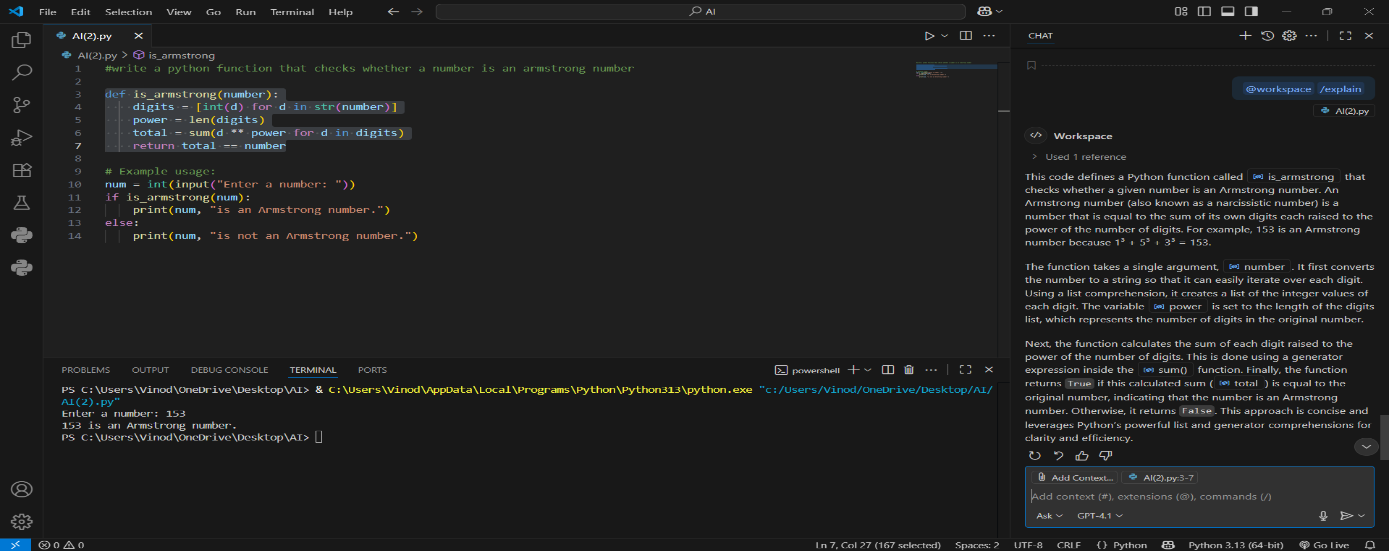 File Edit Selection View Go Run Terminal Help
AI
AI(2).py
AI(2).py > is_armstrong
1 #write a python function that checks whether a number is an armstrong number
2
3 def is_armstrong(number):
4 digits = [int(d) for d in str(number)]
5 power = len(digits)
6 total = sum(d ** power for d in digits)
7 return total == number
8
9 # Example usage:
10 num = int(input("Enter a number: "))
11 if is_armstrong(num):
12 print(num, "is an Armstrong number.")
13 else:
14 print(num, "is not an Armstrong number.")
PROBLEMS OUTPUT DEBUG CONSOLE TERMINAL PORTS
powershell
PS C:\Users\Vinod\OneDrive\Desktop\AI> & C:\Users\Vinod\AppData\Local\Programs\Python\Python313\python.exe "c:/Users/Vinod/OneDrive/Desktop/AI/
AI(2).py"
Enter a number: 153
153 is an Armstrong number.
PS C:\Users\Vinod\OneDrive\Desktop\AI>
CHAT
@workspace /explain
AI(2).py
Workspace
> Used 1 reference
This code defines a Python function called is_armstrong that
checks whether a given number is an Armstrong number. An
Armstrong number (also known as a narcissistic number) is a
number that is equal to the sum of its own digits each raised to the
power of the number of digits. For example, 153 is an Armstrong
number because 1³ + 5³ + 3³ = 153.
The function takes a single argument, number . It first converts
the number to a string so that it can easily iterate over each digit.
Using a list comprehension, it creates a list of the integer values of
each digit. The variable power is set to the length of the digits
list, which represents the number of digits in the original number.
Next, the function calculates the sum of each digit raised to the
power of the number of digits. This is done using a generator
expression inside the sum() function. Finally, the function
returns True if this calculated sum ( total ) is equal to the
original number, indicating that the number is an Armstrong
number. Otherwise, it returns False. This approach is concise and
leverages Python's powerful list and generator comprehensions for
clarity and efficiency.
Add Context... AI(2).py:3-7
Add context (#), extensions (@), commands (/)
Ask GPT-4.1
0 0 Ln 7, Col 27 (167 selected) Spaces: 2 UTF-8 CRLF {} Python Python 3.13 (64-bit) Go Live